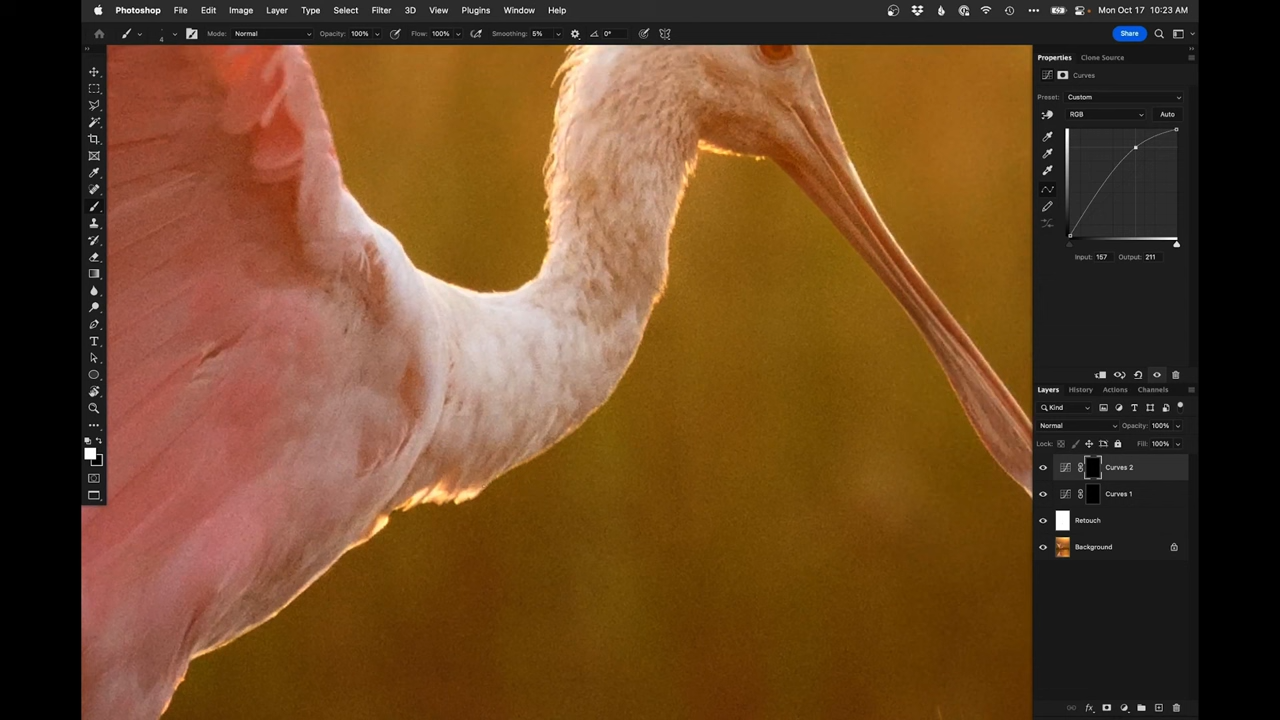 Photoshop File Edit Image Layer Type Select Filter 3D View Plugins Window Help Mon Oct 17 10:23 AM
4 Mode: Normal Opacity: 100% Flow: 100% Smoothing: 5% 0° Share
Properties Clone Source
Curves
Preset: Custom
RGB Auto
Input: 157 Output: 211
Layers History Actions Channels
Kind
Normal Opacity: 100%
Lock: Fill: 100%
Curves 2
Curves 1
Retouch
Background
fx